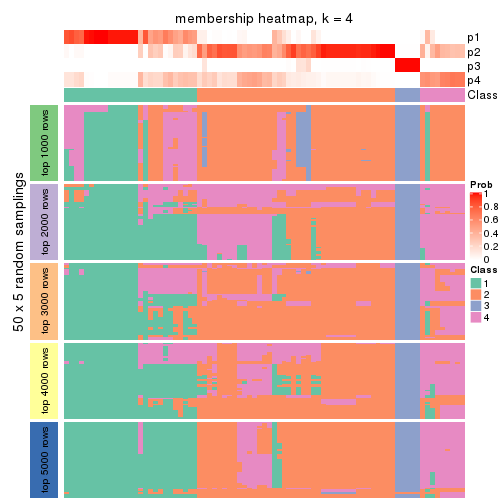 membership heatmap, k = 4
p1
p2
p3
p4
Class
50 x 5 random samplings
top 1000 rows
top 2000 rows
top 3000 rows
top 4000 rows
top 5000 rows
Prob
1
0.8
0.6
0.4
0.2
0
Class
1
2
3
4